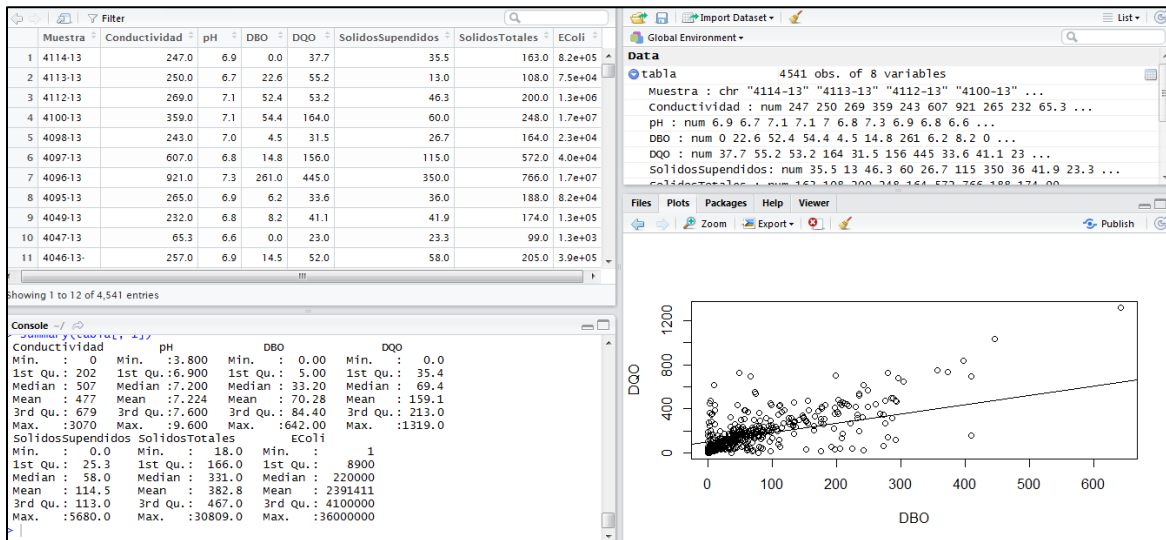 Filter
Muestra Conductividad pH DBO DQO SolidosSupendidos SolidosTotales EColi
1 4114-13 247.0 6.9 0.0 37.7 35.5 163.0 8.2e+05
2 4113-13 250.0 6.7 22.6 55.2 13.0 108.0 7.5e+04
3 4112-13 269.0 7.1 52.4 53.2 46.3 200.0 1.3e+06
4 4100-13 359.0 7.1 54.4 164.0 60.0 248.0 1.7e+07
5 4098-13 243.0 7.0 4.5 31.5 26.7 164.0 2.3e+04
6 4097-13 607.0 6.8 14.8 156.0 115.0 572.0 4.0e+04
7 4096-13 921.0 7.3 261.0 445.0 350.0 766.0 1.7e+07
8 4095-13 265.0 6.9 6.2 33.6 36.0 188.0 8.2e+04
9 4049-13 232.0 6.8 8.2 41.1 41.9 174.0 1.3e+05
10 4047-13 65.3 6.6 0.0 23.0 23.3 99.0 1.3e+03
11 4046-13- 257.0 6.9 14.5 52.0 58.0 205.0 3.9e+05
Showing 1 to 12 of 4,541 entries
Console ~/
> summary(tabla[,-1])
Conductividad pH DBO DQO
Min. : 0 Min. :3.800 Min. : 0.00 Min. : 0.0
1st Qu.: 202 1st Qu.:6.900 1st Qu.: 5.00 1st Qu.: 35.4
Median : 507 Median :7.200 Median : 33.20 Median : 69.4
Mean : 477 Mean :7.224 Mean : 70.28 Mean : 159.1
3rd Qu.: 679 3rd Qu.:7.600 3rd Qu.: 84.40 3rd Qu.: 213.0
Max. :3070 Max. :9.600 Max. :642.00 Max. :1319.0
SolidosSupendidos SolidosTotales EColi
Min. : 0.0 Min. : 18.0 Min. : 1
1st Qu.: 25.3 1st Qu.: 166.0 1st Qu.: 8900
Median : 58.0 Median : 331.0 Median : 220000
Mean : 114.5 Mean : 382.8 Mean : 2391411
3rd Qu.: 113.0 3rd Qu.: 467.0 3rd Qu.: 4100000
Max. :5680.0 Max. :30809.0 Max. :36000000
>
Import Dataset List
Global Environment
Data
tabla 4541 obs. of 8 variables
Muestra : chr "4114-13" "4113-13" "4112-13" "4100-13" ...
Conductividad : num 247 250 269 359 243 607 921 265 232 65.3 ...
pH : num 6.9 6.7 7.1 7.1 7 6.8 7.3 6.9 6.8 6.6 ...
DBO : num 0 22.6 52.4 54.4 4.5 14.8 261 6.2 8.2 0 ...
DQO : num 37.7 55.2 53.2 164 31.5 156 445 33.6 41.1 23 ...
SolidosSupendidos: num 35.5 13 46.3 60 26.7 115 350 36 41.9 23.3 ...
SolidosTotales : num 163 108 200 248 164 572 766 188 174 99
Files Plots Packages Help Viewer
Zoom Export Publish
1200
800
400
0
DQO
0 100 200 300 400 500 600
DBO